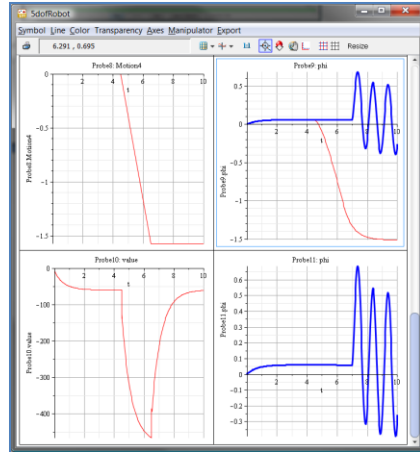 5dofRobot
Symbol Line Color Transparency Axes Manipulator Export
6.291 , 0.695
1:1
Resize
Probe8: Motion4
2 4 6 8 10
t
−0.5
−1
−1.5
Probe8.Motion4
Probe9: phi
0.5
0
2 4 6 8 10
t
−0.5
−1
−1.5
Probe9.phi
Probe10: value
0
2 4 6 8 10
t
−100
−200
−300
−400
Probe10.value
Probe11: phi
0.6
0.5
0.4
0.3
0.2
0.1
0
2 4 6 8 10
t
−0.1
−0.2
−0.3
Probe11.phi